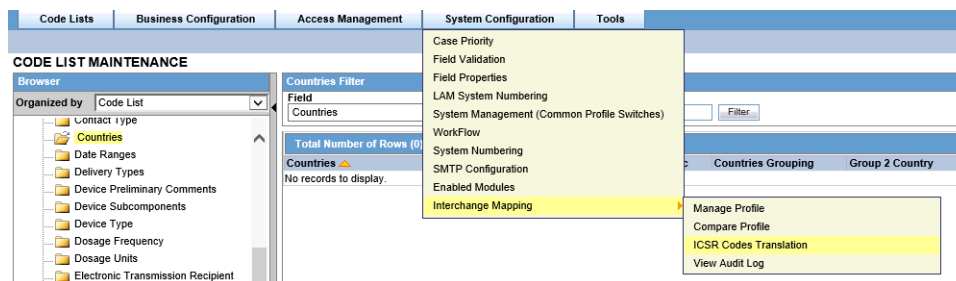 Code Lists Business Configuration Access Management System Configuration Tools
CODE LIST MAINTENANCE
Browser
Organized by Code List
Contact Type
Countries
Date Ranges
Delivery Types
Device Preliminary Comments
Device Subcomponents
Device Type
Dosage Frequency
Dosage Units
Electronic Transmission Recipient
Countries Filter
Field
Countries
Filter
Total Number of Rows (0)
Countries Countries Grouping Group 2 Country
No records to display.
Case Priority
Field Validation
Field Properties
LAM System Numbering
System Management (Common Profile Switches)
WorkFlow
System Numbering
SMTP Configuration
Enabled Modules
Interchange Mapping
Manage Profile
Compare Profile
ICSR Codes Translation
View Audit Log